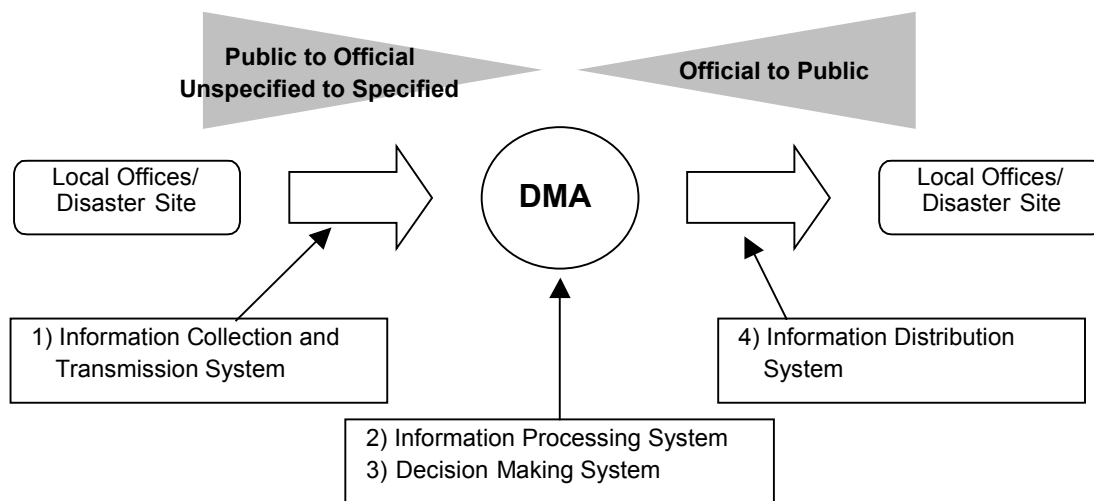 Public to Official
Unspecified to Specified
Official to Public
Local Offices/
Disaster Site
DMA
Local Offices/
Disaster Site
1) Information Collection and
Transmission System
4) Information Distribution
System
2) Information Processing System
3) Decision Making System